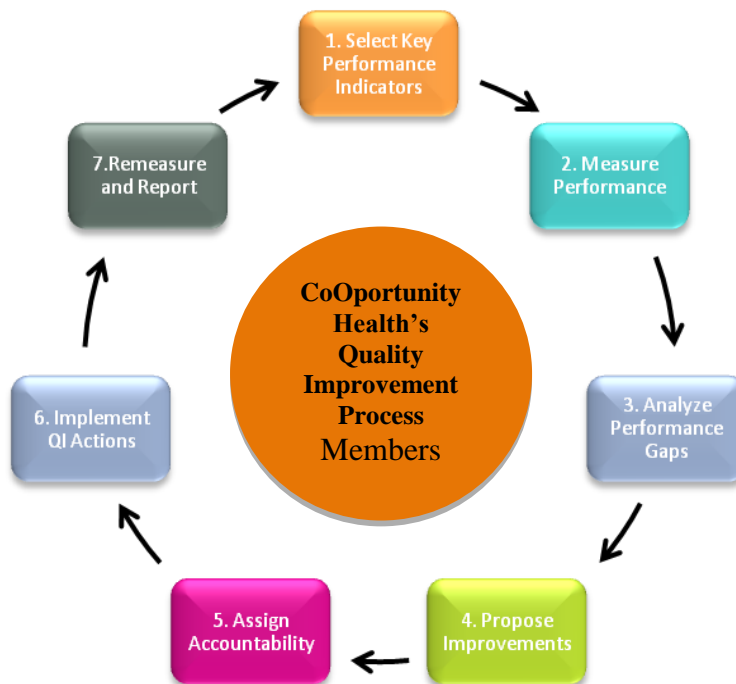 1. Select Key
Performance
Indicators
2. Measure
Performance
3. Analyze
Performance
Gaps
4. Propose
Improvements
5. Assign
Accountability
6. Implement
QI Actions
7.Remeasure
and Report
CoOportunity
Health’s
Quality
Improvement
Process
Members